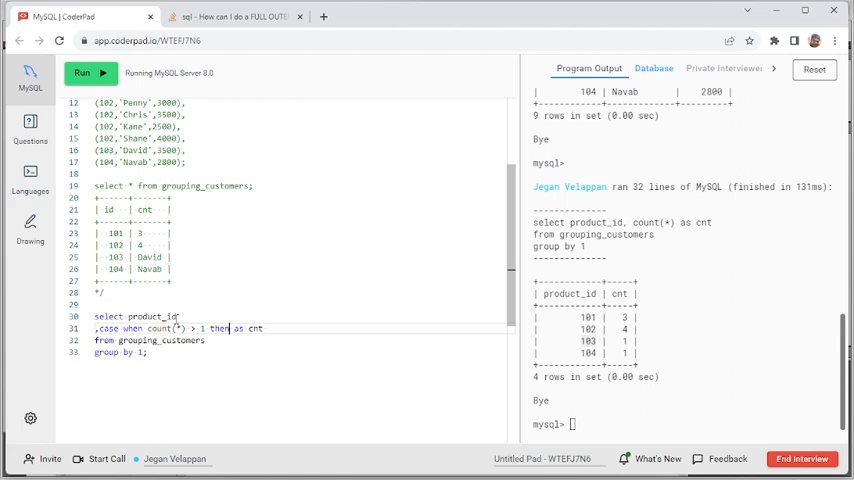 MySQL | CoderPad
sql - How can I do a FULL OUTE
app.coderpad.io/WTEFJ7N6
Run
Running MySQL Server 8.0
MySQL
Questions
Languages
Drawing
12 (102,'Penny',3000),
13 (102,'Chris',3500),
14 (102,'Kane',2500),
15 (102,'Shane',4000),
16 (103,'David',3500),
17 (104,'Navab',2800);
18
19 select * from grouping_customers;
20 +------+-------+
21 | id | cnt |
22 +------+-------+
23 | 101 | 3
24 | 102 | 4
25 | 103 | David
26 | 104 | Navab
27 +------+-------+
28 */
29
30 select product_id
31 ,case when count(*) > 1 then as cnt
32 from grouping_customers
33 group by 1;
Program Output
Database
Private Interviewer
Reset
| 104 | Navab | 2800 |
+------------+-------------+--------+
9 rows in set (0.00 sec)
Bye
mysql>
Jegan Velappan ran 32 lines of MySQL (finished in 131ms):
-------------
select product_id, count(*) as cnt
from grouping_customers
group by 1
-------------
+------------+-----+
| product_id | cnt |
+------------+-----+
| 101 | 3 |
| 102 | 4 |
| 103 | 1 |
| 104 | 1 |
+------------+-----+
4 rows in set (0.00 sec)
Bye
mysql>
Invite
Start Call
Jegan Velappan
Untitled Pad - WTEFJ7N6
What's New
Feedback
End Interview